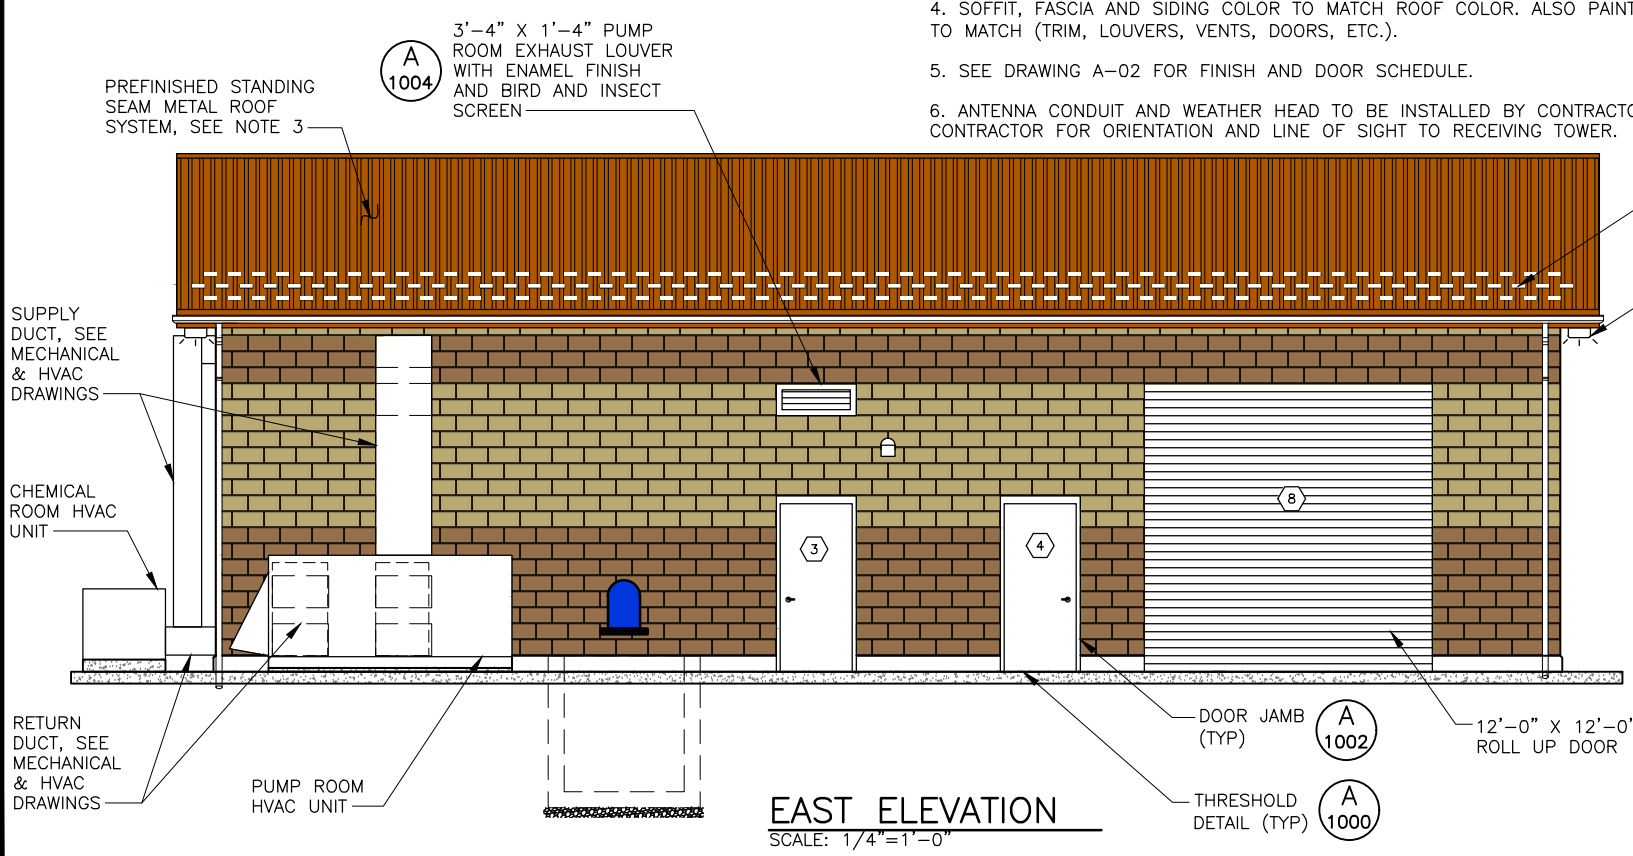 4. SOFFIT, FASCIA AND SIDING COLOR TO MATCH ROOF COLOR. ALSO PAINT
TO MATCH (TRIM, LOUVERS, VENTS, DOORS, ETC.).
5. SEE DRAWING A-02 FOR FINISH AND DOOR SCHEDULE.
6. ANTENNA CONDUIT AND WEATHER HEAD TO BE INSTALLED BY CONTRACTO
CONTRACTOR FOR ORIENTATION AND LINE OF SIGHT TO RECEIVING TOWER.
A
1004
3'-4" X 1'-4" PUMP
ROOM EXHAUST LOUVER
WITH ENAMEL FINISH
AND BIRD AND INSECT
SCREEN
PREFINISHED STANDING
SEAM METAL ROOF
SYSTEM, SEE NOTE 3
SUPPLY
DUCT, SEE
MECHANICAL
& HVAC
DRAWINGS
CHEMICAL
ROOM HVAC
UNIT
3
4
8
RETURN
DUCT, SEE
MECHANICAL
& HVAC
DRAWINGS
PUMP ROOM
HVAC UNIT
DOOR JAMB
(TYP)
A
1002
12'-0" X 12'-0"
ROLL UP DOOR
THRESHOLD
DETAIL (TYP)
A
1000
EAST ELEVATION
SCALE: 1/4"=1'-0"